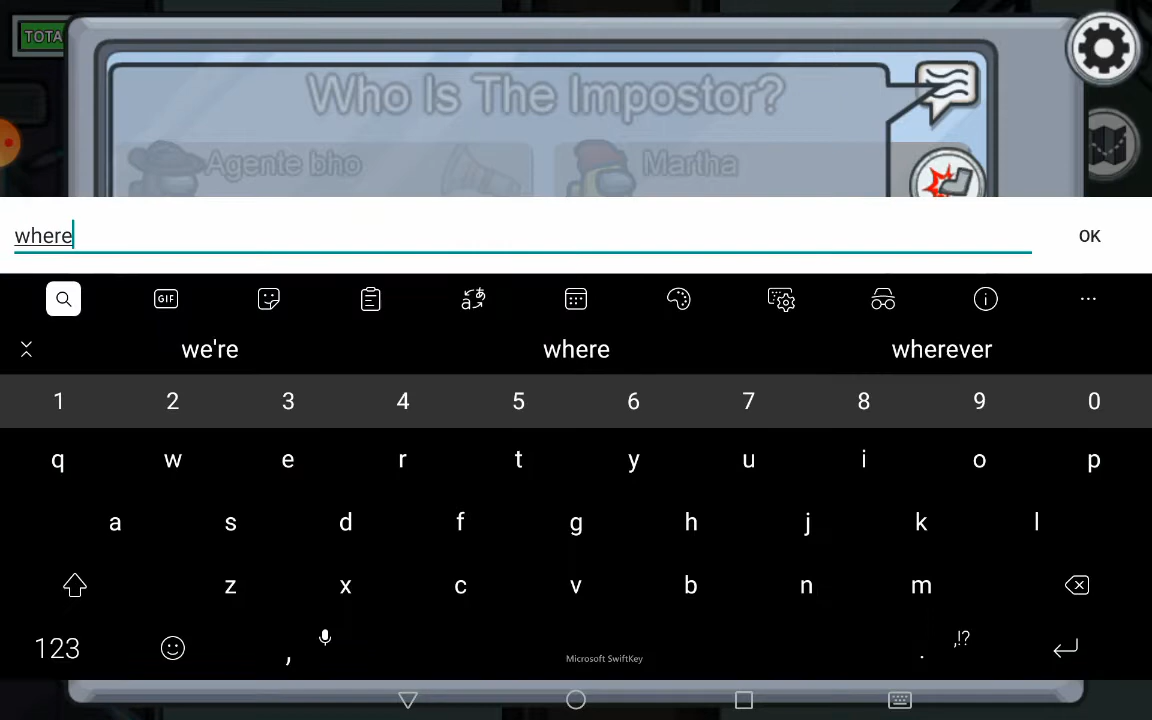 TOTA
Who Is The Impostor?
Agente bho Martha
where OK
GIF
we're where wherever
1 2 3 4 5 6 7 8 9 0
q w e r t y u i o p
a s d f g h j k l
z x c v b n m
123 , Microsoft SwiftKey . ,!?